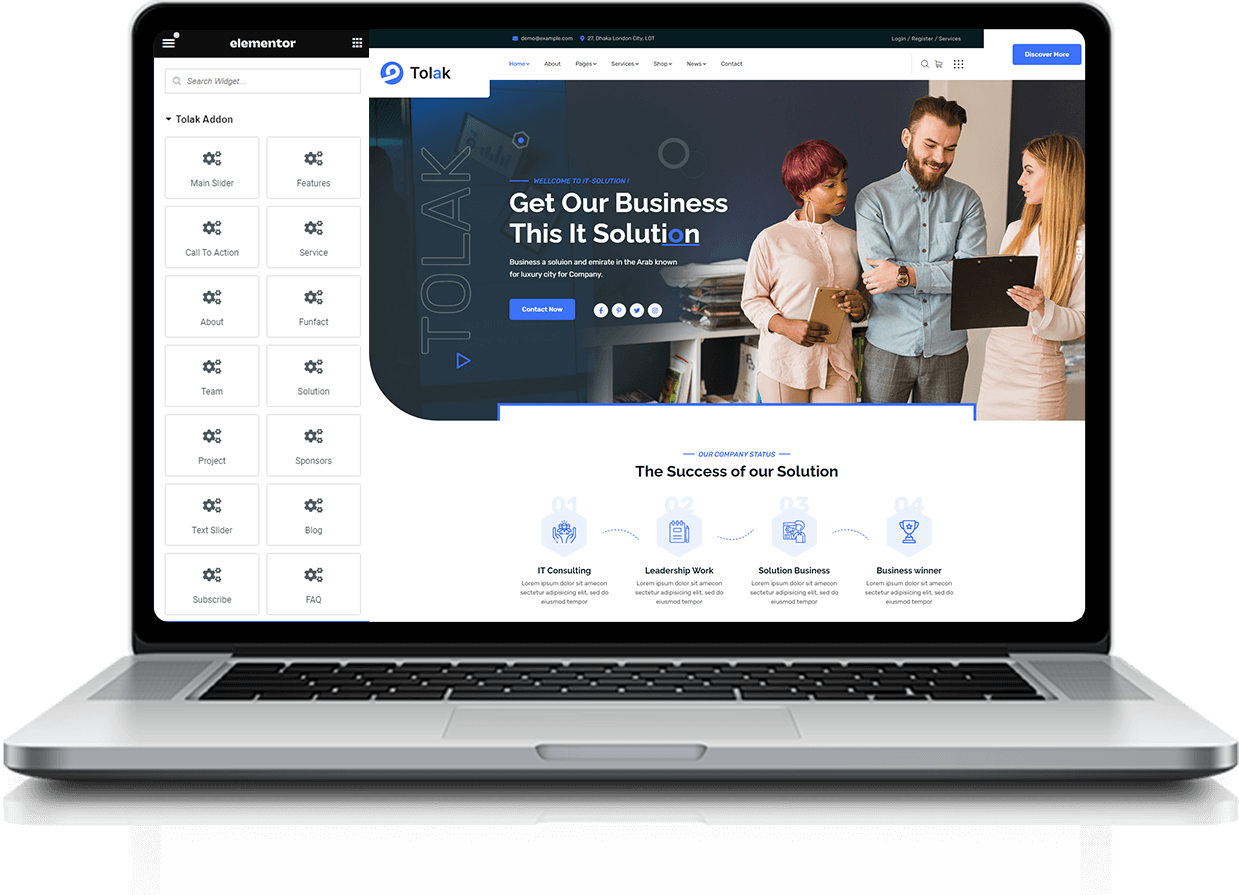 elementor
Search Widget...
Tolak Addon
Main Slider
Features
Call To Action
Service
About
Funfact
Team
Solution
Project
Sponsors
Text Slider
Blog
Subscribe
FAQ
demo@example.com
27, Dhaka London City, LOT
Login / Register / Services
Tolak
Home
About
Pages
Services
Shop
News
Contact
Discover More
TOLAK
WELLCOME TO IT-SOLUTION !
Get Our Business
This It Solution
Business a soluion and emirate in the Arab known
for luxury city for Company.
Contact Now
OUR COMPANY STATUS
The Success of our Solution
01
IT Consulting
Lorem ipsum dolor sit amecon
sectetur adipisicing elit, sed do
eiusmod tempor
02
Leadership Work
Lorem ipsum dolor sit amecon
sectetur adipisicing elit, sed do
eiusmod tempor
03
Solution Business
Lorem ipsum dolor sit amecon
sectetur adipisicing elit, sed do
eiusmod tempor
04
Business winner
Lorem ipsum dolor sit amecon
sectetur adipisicing elit, sed do
eiusmod tempor